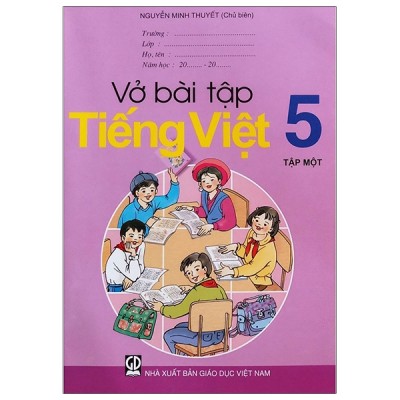 NGUYỄN MINH THUYẾT (Chủ biên)
Trường : ........................................
Lớp : ........................................
Họ, tên : ........................................
Năm học : 20....... - 20.......
Vở bài tập
Tiếng Việt 5
TẬP MỘT
GD
NHÀ XUẤT BẢN GIÁO DỤC VIỆT NAM